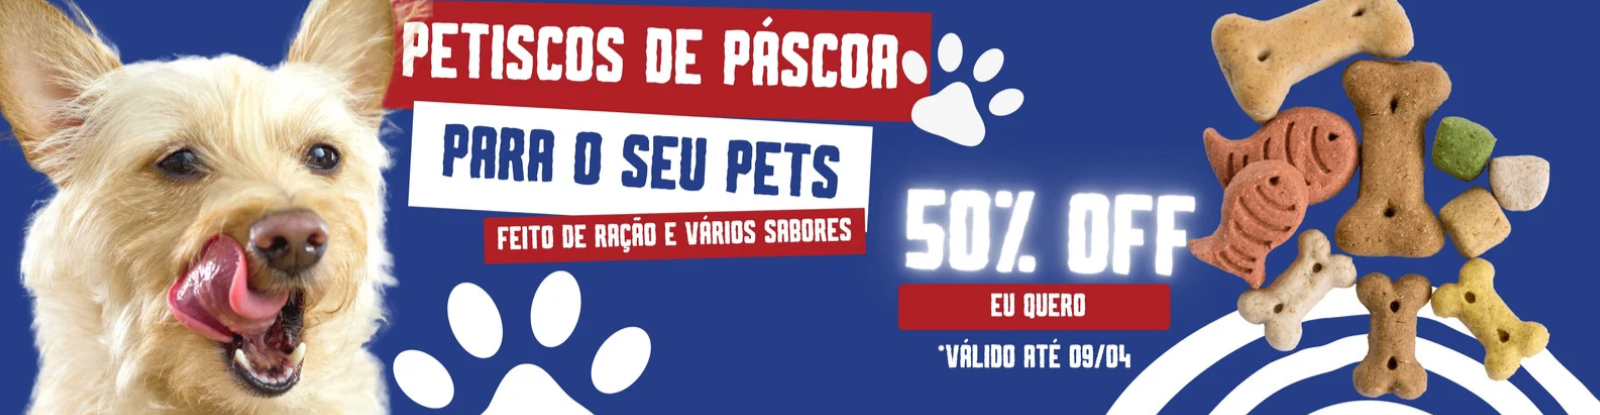 PETISCOS DE PÁSCOA
PARA O SEU PETS
FEITO DE RAÇÃO E VÁRIOS SABORES
50% OFF
EU QUERO
*VÁLIDO ATÉ 09/04